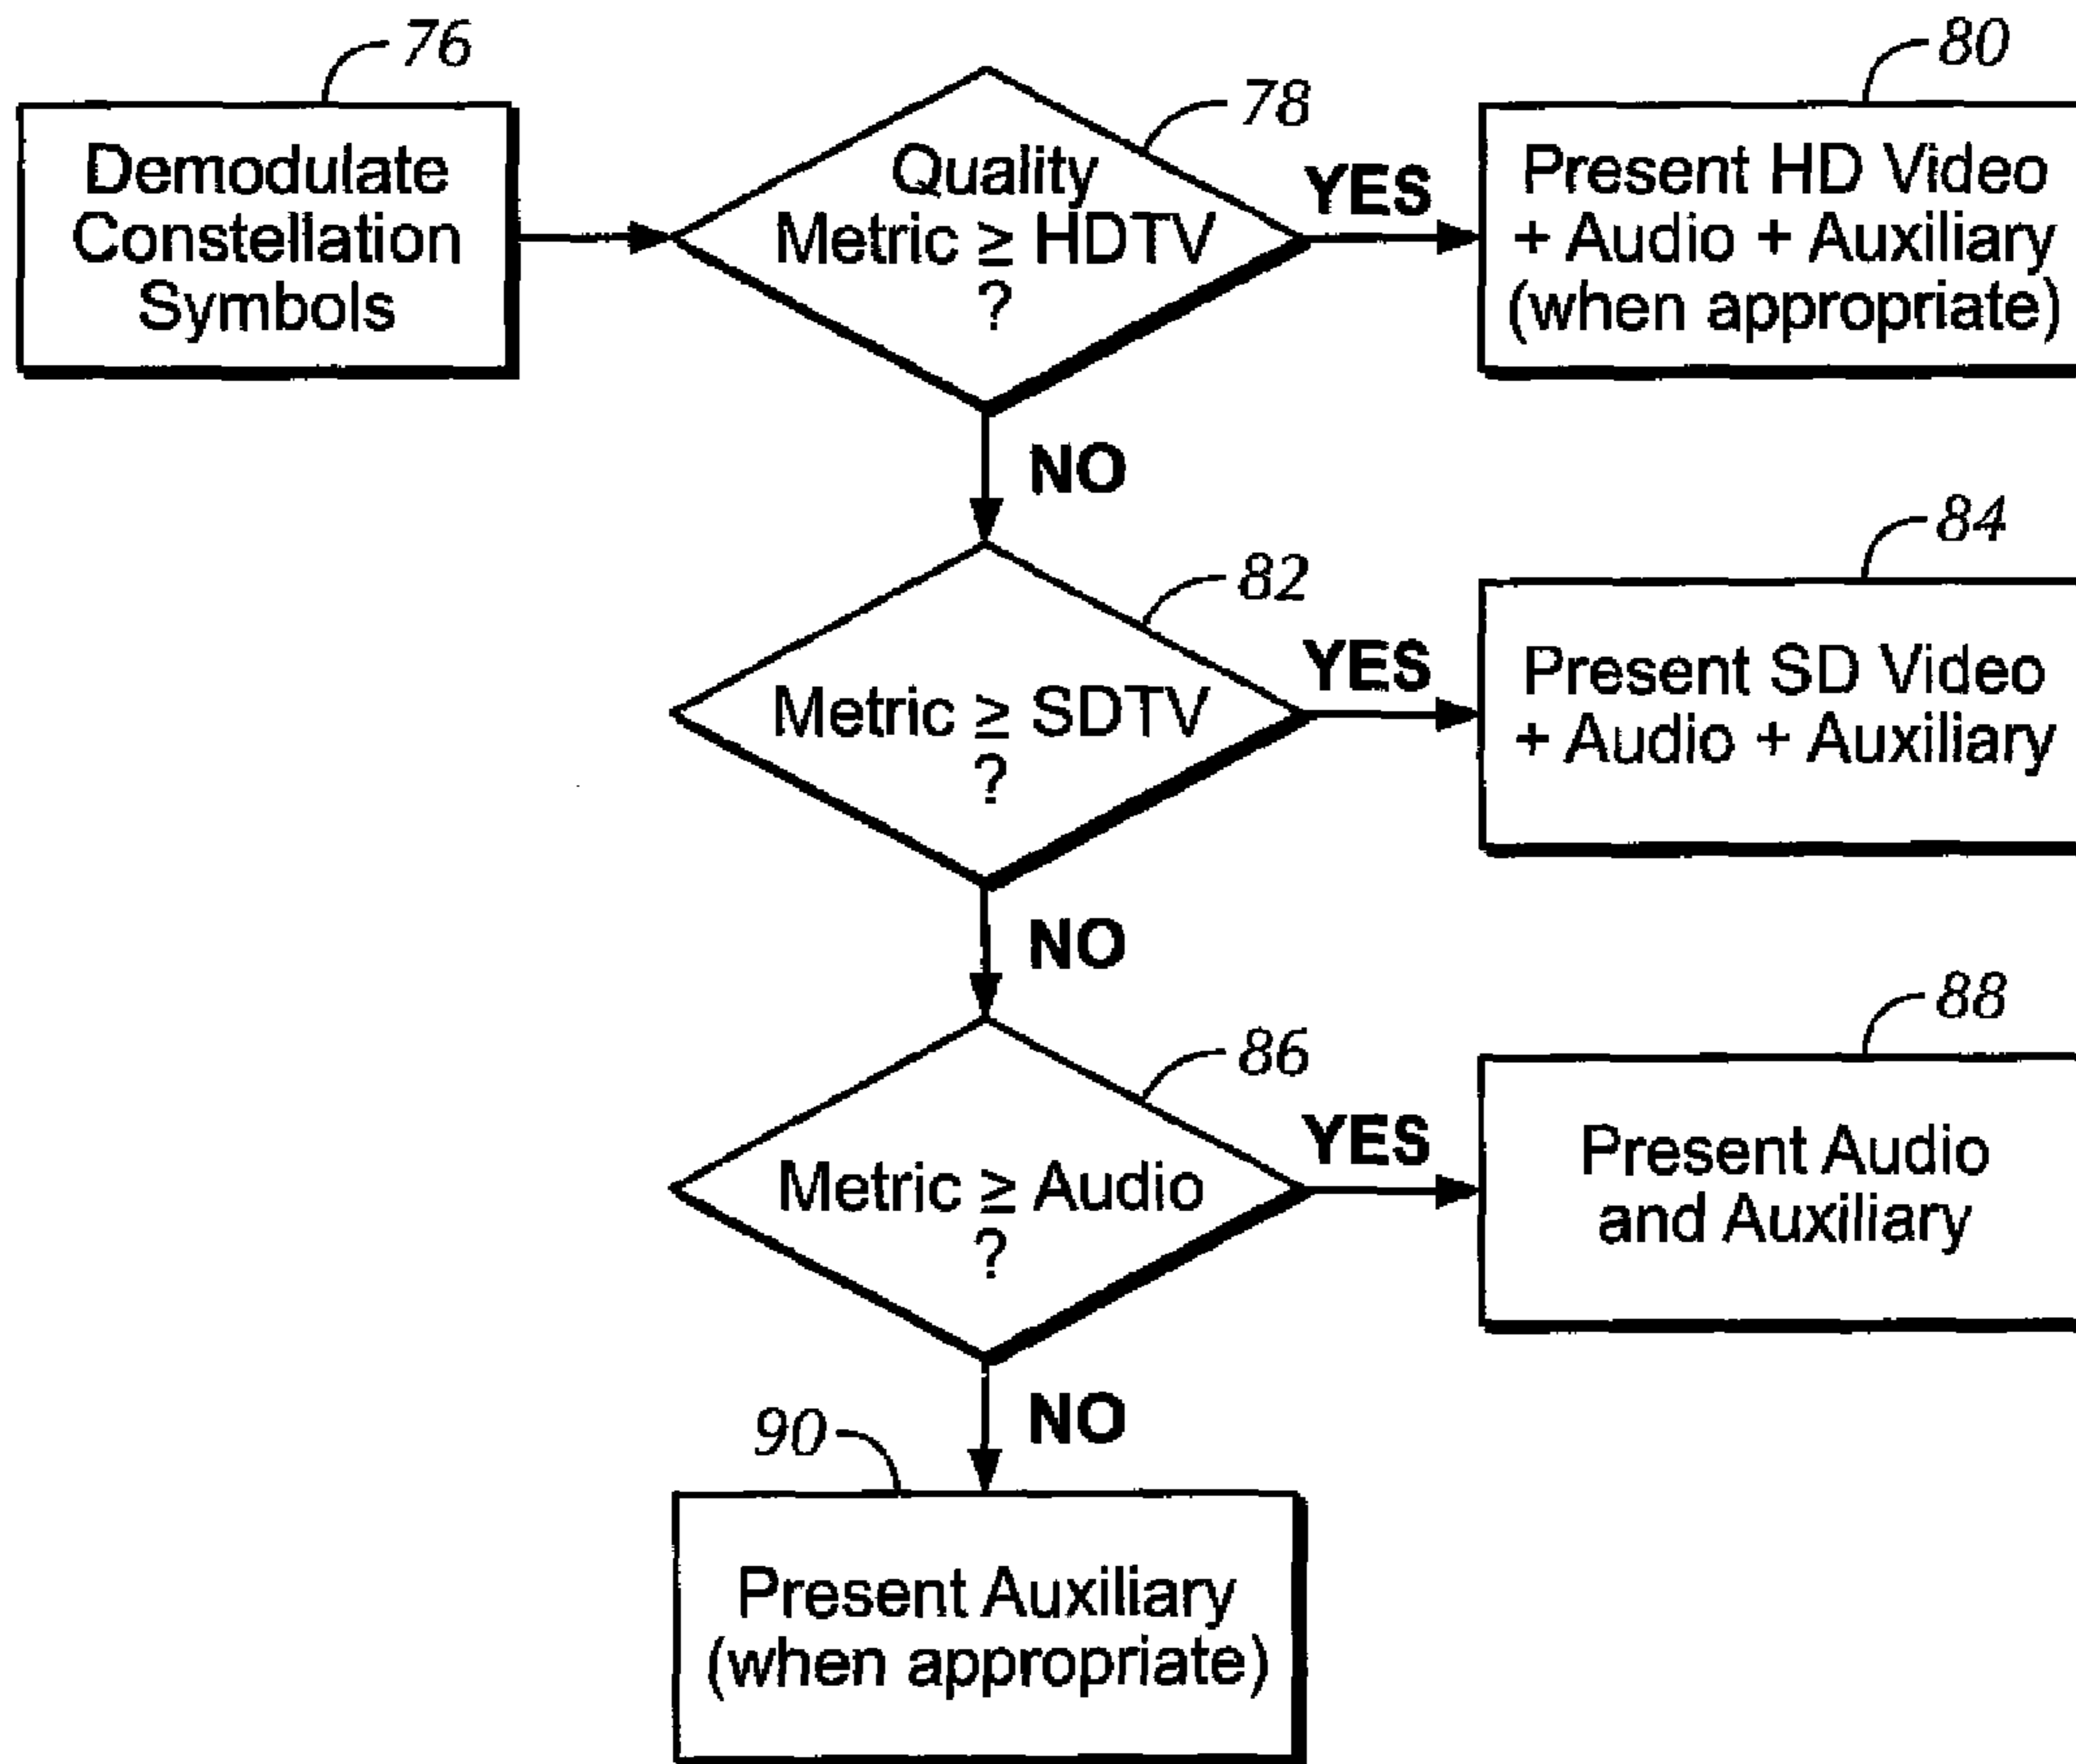 76
Demodulate
Constellation
Symbols
78
Quality
Metric ≥ HDTV
?
YES
80
Present HD Video
+ Audio + Auxiliary
(when appropriate)
NO
82
Metric ≥ SDTV
?
YES
84
Present SD Video
+ Audio + Auxiliary
NO
86
Metric ≥ Audio
?
YES
88
Present Audio
and Auxiliary
NO
90
Present Auxiliary
(when appropriate)